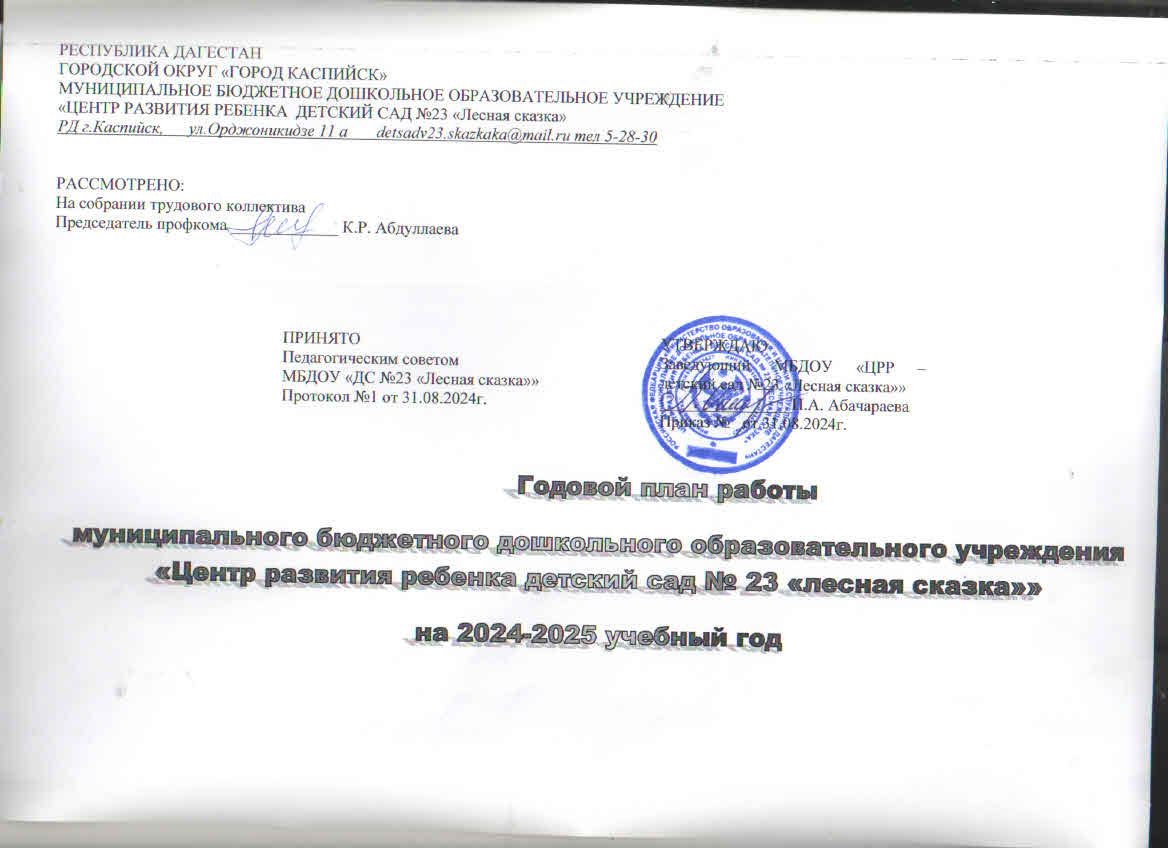 РЕСПУБЛИКА ДАГЕСТАН
ГОРОДСКОЙ ОКРУГ «ГОРОД КАСПИЙСК»
МУНИЦИПАЛЬНОЕ БЮДЖЕТНОЕ ДОШКОЛЬНОЕ ОБРАЗОВАТЕЛЬНОЕ УЧРЕЖДЕНИЕ
«ЦЕНТР РАЗВИТИЯ РЕБЕНКА ДЕТСКИЙ САД №23 «Лесная сказка»
РД г.Каспийск, ул.Орджоникидзе 11 а detsadv23.skazkaka@mail.ru тел 5-28-30
РАССМОТРЕНО:
На собрании трудового коллектива
Председатель профкома К.Р. Абдуллаева
ПРИНЯТО
Педагогическим советом
МБДОУ «ДС №23 «Лесная сказка»»
Протокол №1 от 31.08.2024г.
УТВЕРЖДАЮ
Заведующий МБДОУ «ЦРР –
детский сад №23 «Лесная сказка»»
П.А. Абачараева
Приказ № от 31.08.2024г.
Годовой план работы
муниципального бюджетного дошкольного образовательного учреждения
«Центр развития ребенка детский сад № 23 «лесная сказка»»
на 2024-2025 учебный год